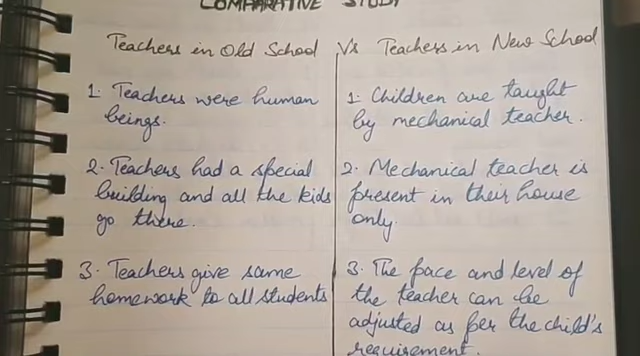 COMPARATIVE STUDY
Teachers in Old School Vs Teachers in New School
1. Teachers were human
beings.
2. Teachers had a special
building and all the kids
go there.
3. Teachers give same
homework to all students
1. Children are taught
by mechanical teacher.
2. Mechanical teacher is
present in their house
only.
3. The pace and level of
the teacher can be
adjusted as per the child's
requirement.